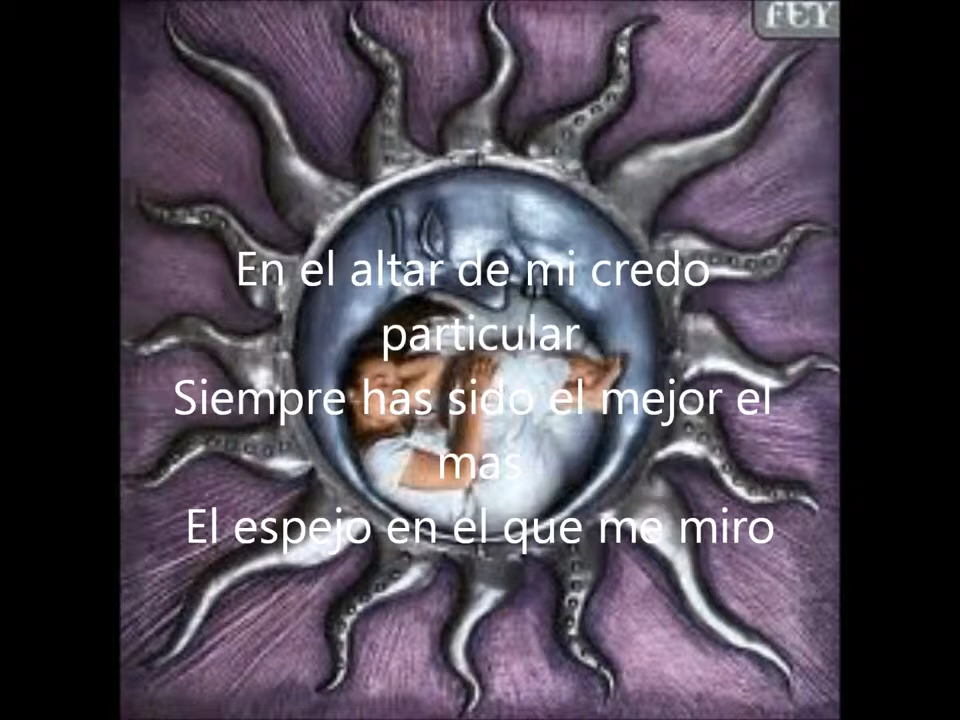 FEY
En el altar de mi credo
particular
Siempre has sido el mejor el
mas
El espejo en el que me miro